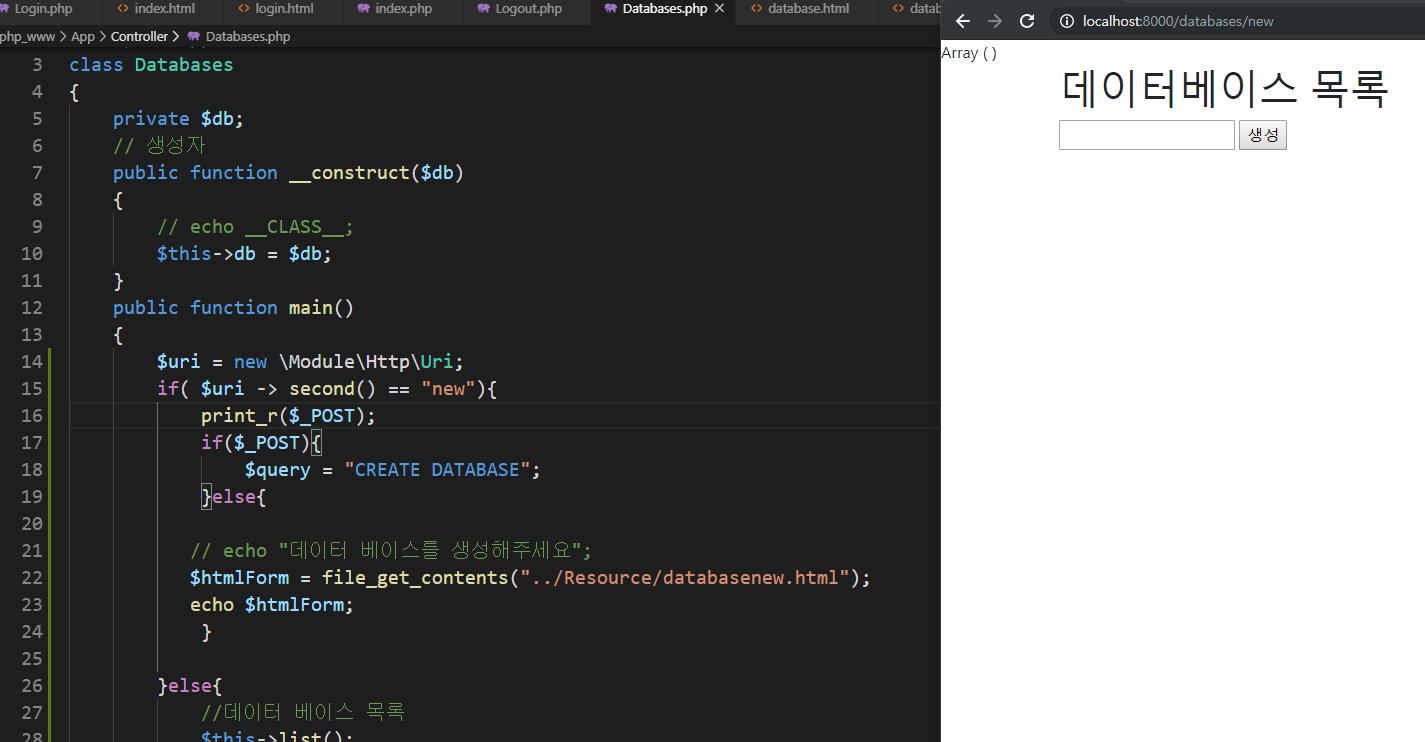 Login.php index.html login.html index.php Logout.php Databases.php × database.html datab
php_www > App > Controller > Databases.php
3 class Databases
4 {
5 private $db;
6 // 생성자
7 public function __construct($db)
8 {
9 // echo __CLASS__;
10 $this->db = $db;
11 }
12 public function main()
13 {
14 $uri = new \Module\Http\Uri;
15 if( $uri -> second() == "new"){
16 print_r($_POST);
17 if($_POST){
18 $query = "CREATE DATABASE";
19 }else{
20
21 // echo "데이터 베이스를 생성해주세요";
22 $htmlForm = file_get_contents("../Resource/databasenew.html");
23 echo $htmlForm;
24 }
25
26 }else{
27 //데이터 베이스 목록
28 $this->list();
localhost:8000/databases/new
Array ( )
데이터베이스 목록
생성